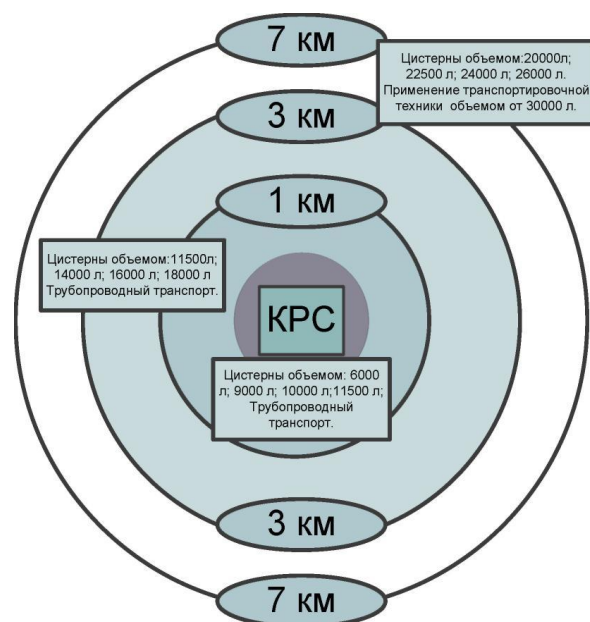 7 км
Цистерны объемом:20000л;
22500 л; 24000 л; 26000 л.
Применение транспортировочной
техники объемом от 30000 л.
3 км
1 км
Цистерны объемом:11500л;
14000 л; 16000 л; 18000 л
Трубопроводный транспорт.
КРС
Цистерны объемом: 6000
л; 9000 л; 10000 л;11500 л;
Трубопроводный
транспорт.
3 км
7 км